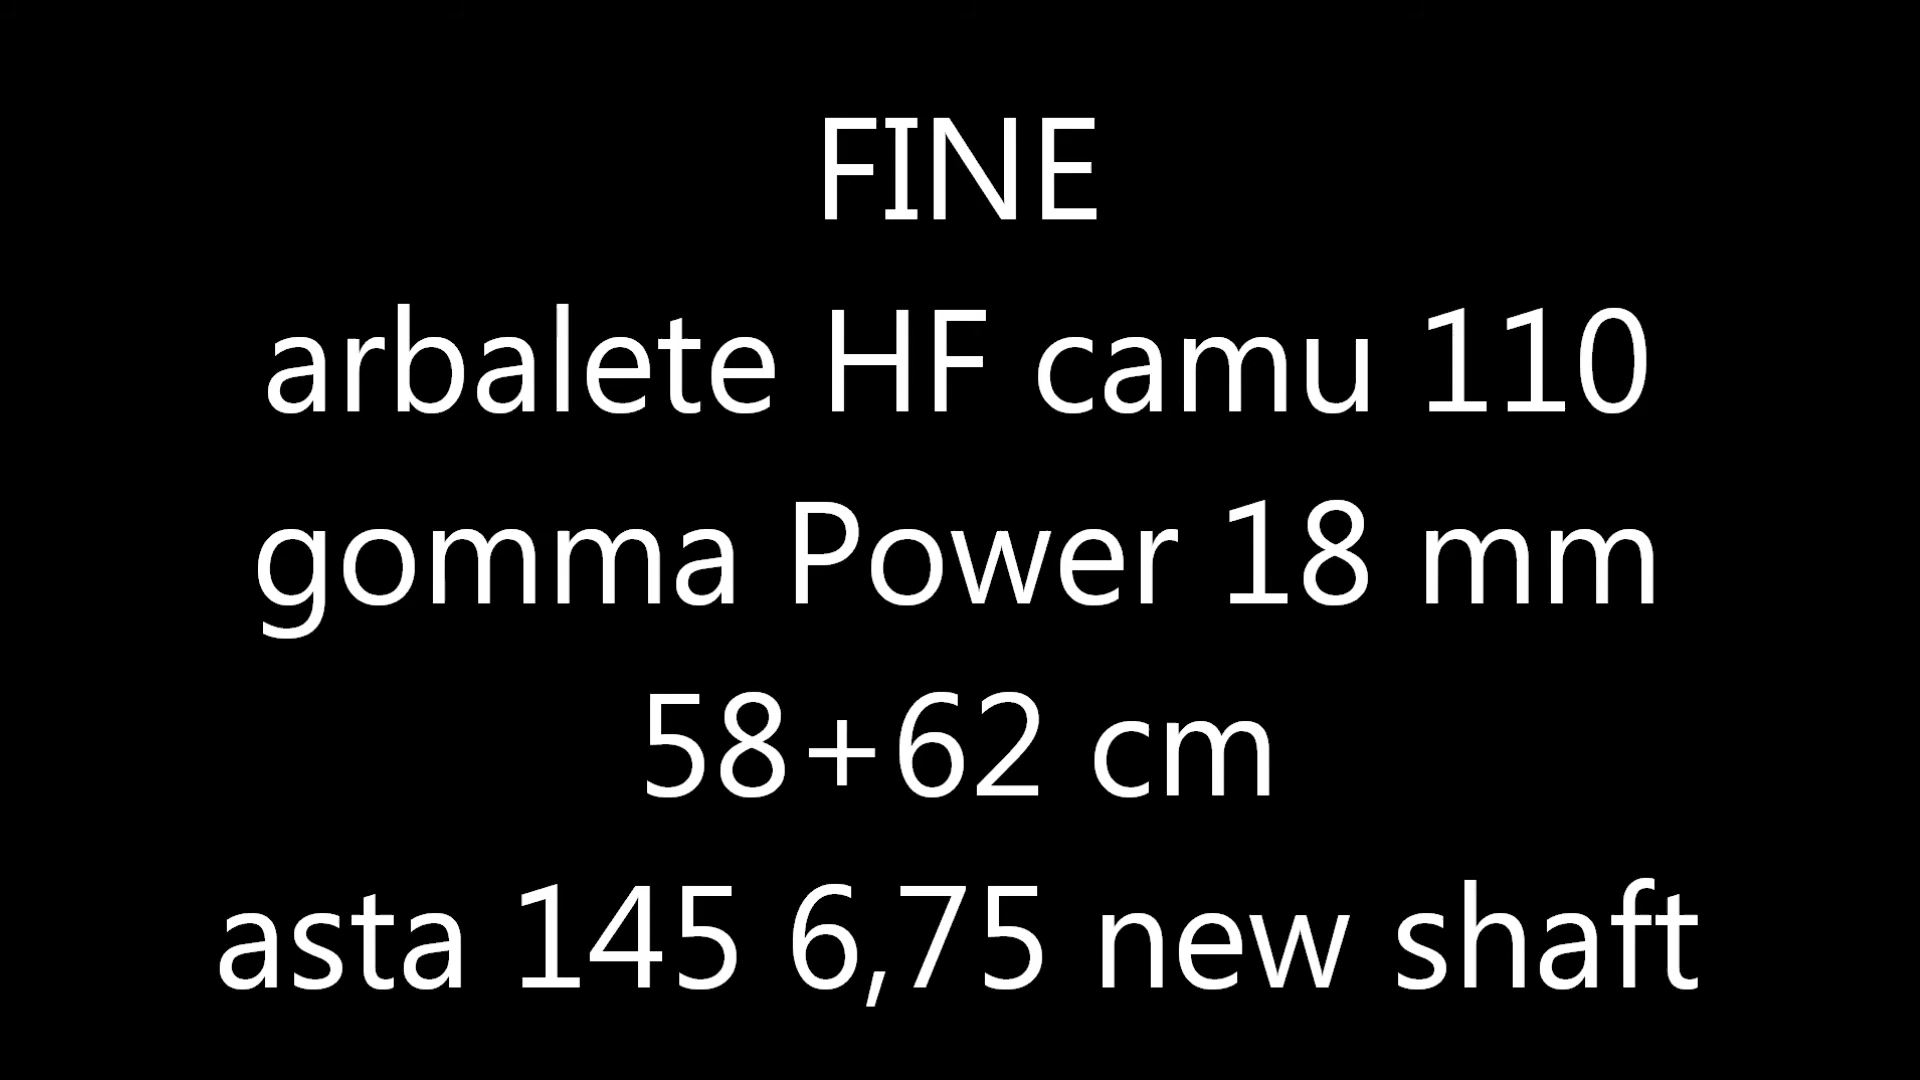 FINE
arbalete HF camu 110
gomma Power 18 mm
58+62 cm
asta 145 6,75 new shaft